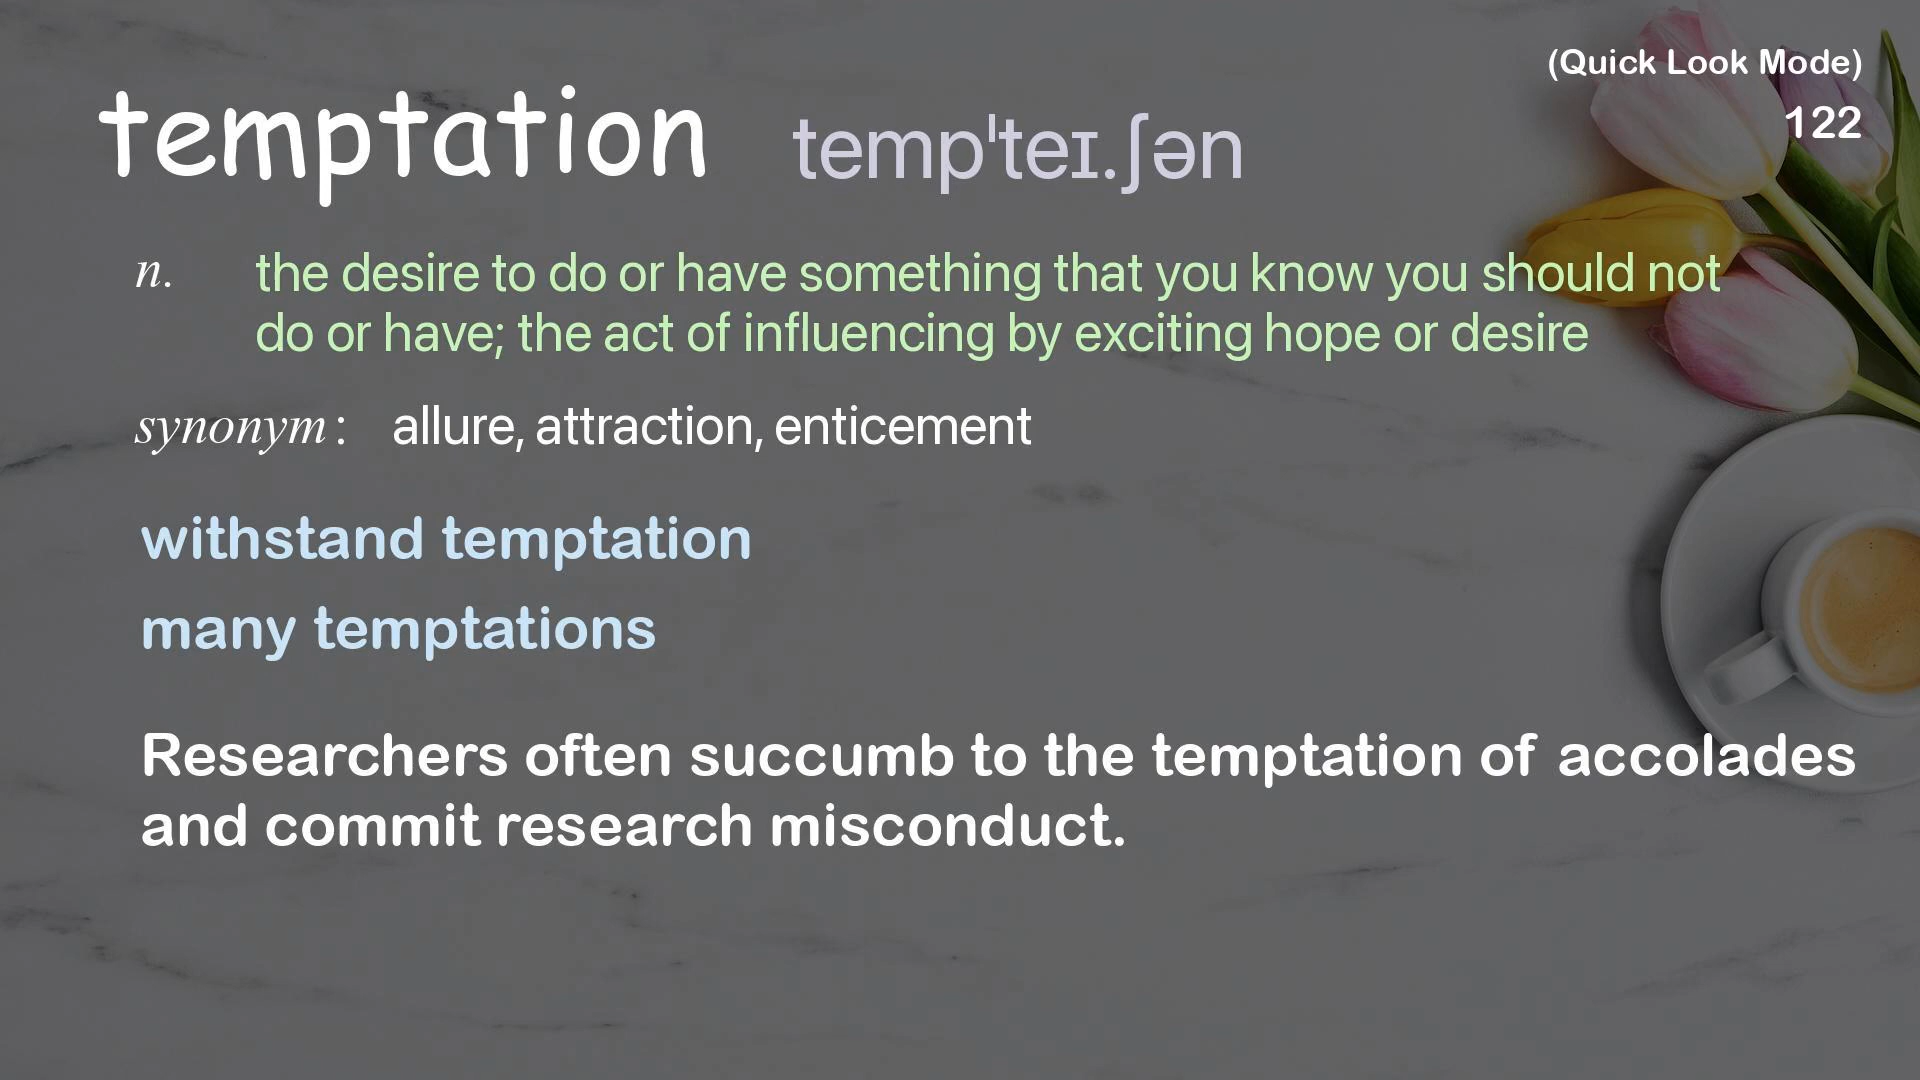 (Quick Look Mode)
122
temptation tempˈteɪ.ʃən
n. the desire to do or have something that you know you should not
do or have; the act of influencing by exciting hope or desire
synonym : allure, attraction, enticement
withstand temptation
many temptations
Researchers often succumb to the temptation of accolades
and commit research misconduct.